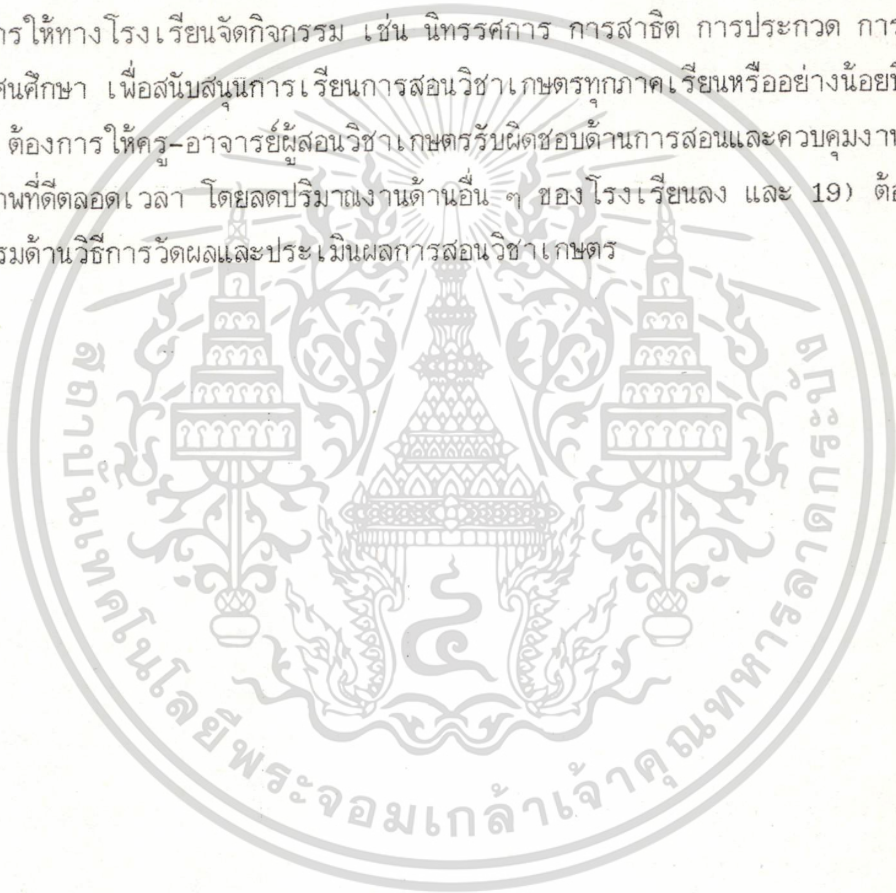 ารให้ทางโรงเรียนจัดกิจกรรม เช่น นิทรรศการ การสาธิต การประกวด การ
ศนศึกษา เพื่อสนับสนุนการเรียนการสอนวิชาเกษตรทุกภาคเรียนหรืออย่างน้อย
ต้องการให้ครู-อาจารย์ผู้สอนวิชาเกษตรรับผิดชอบด้านการสอนและควบคุมงาน
าพที่ดีตลอดเวลา โดยลดปริมาณงานด้านอื่น ๆ ของโรงเรียนลง และ 19) ต้อ
รมด้านวิธีการวัดผลและประเมินผลการสอนวิชาเกษตร
สถาบันเทคโนโลยีพระจอมเกล้าเจ้าคุณทหารลาดกระบัง
๔